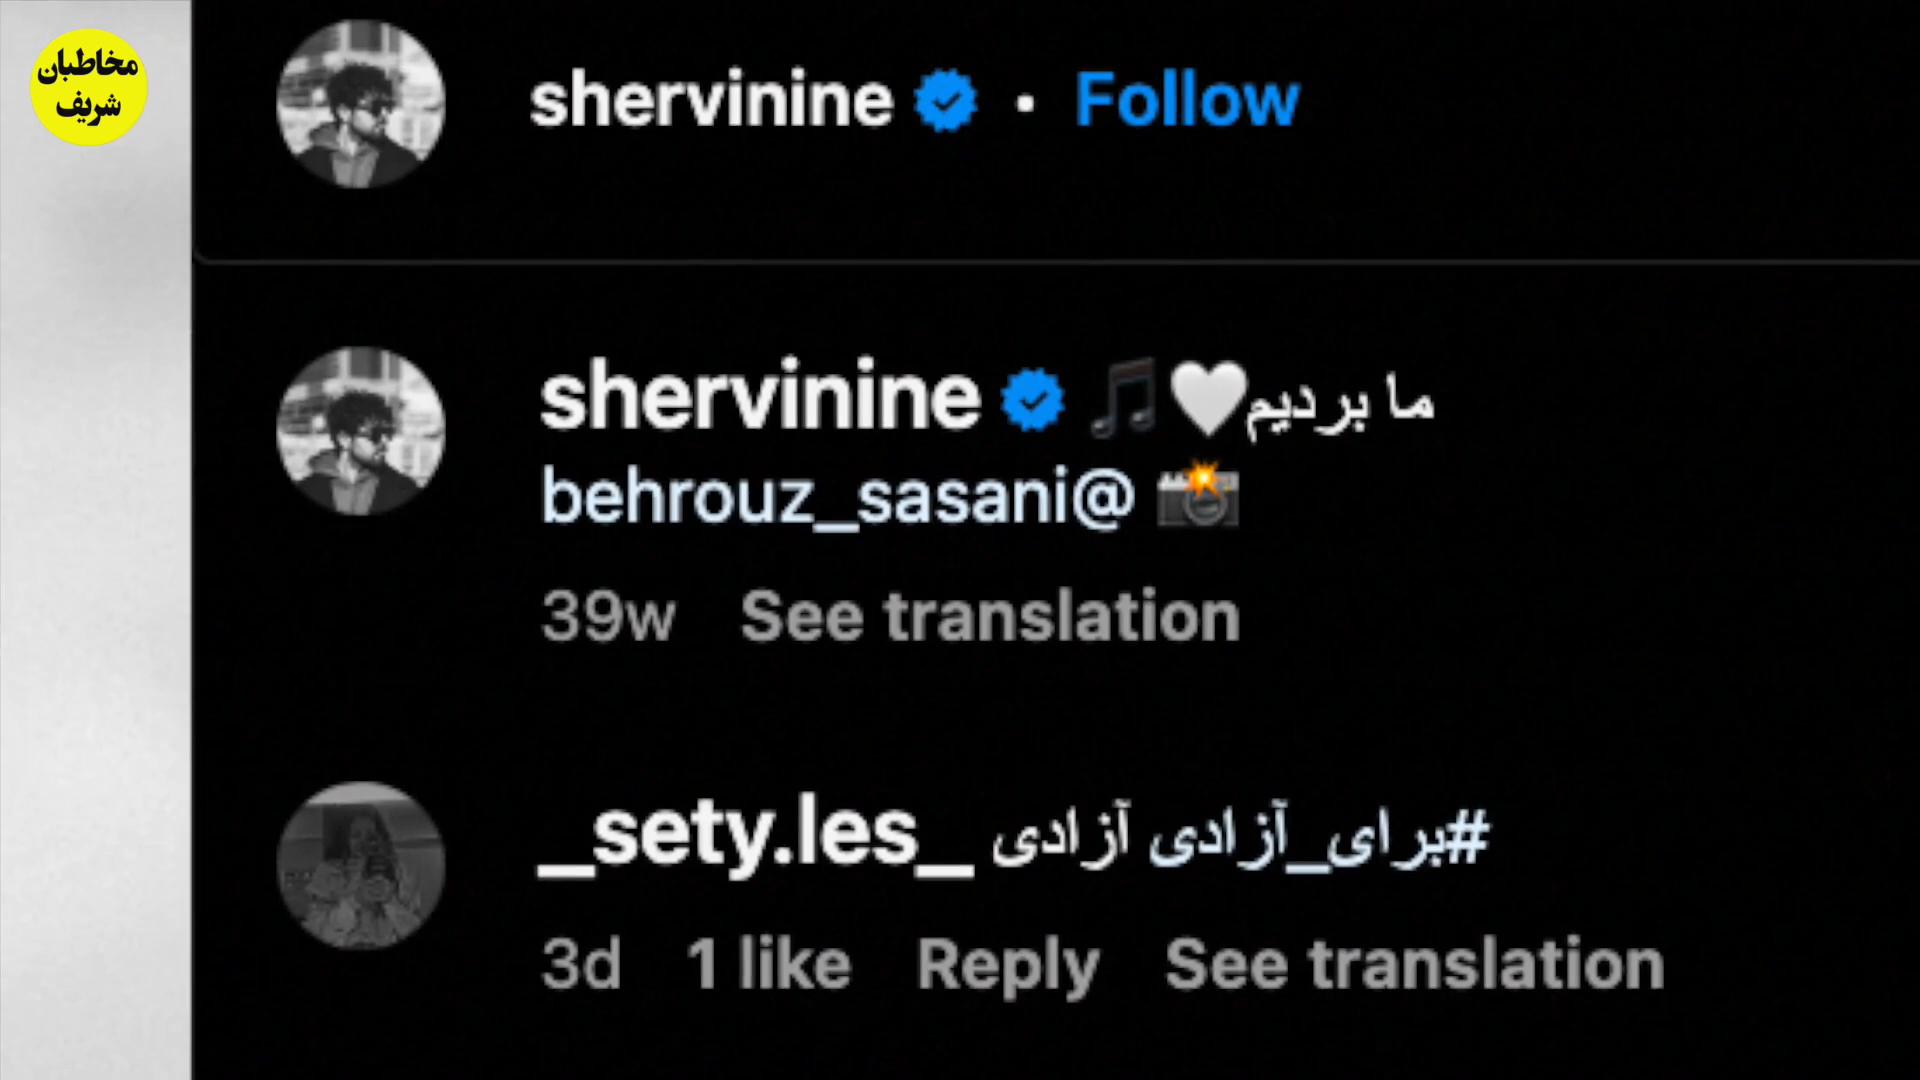 مخاطبان
شریف
shervinine • Follow
shervinine 🎵🤍ما بردیم
behrouz_sasani@ 📸
39w See translation
_sety.les_ #برای_آزادی آزادی
3d 1 like Reply See translation